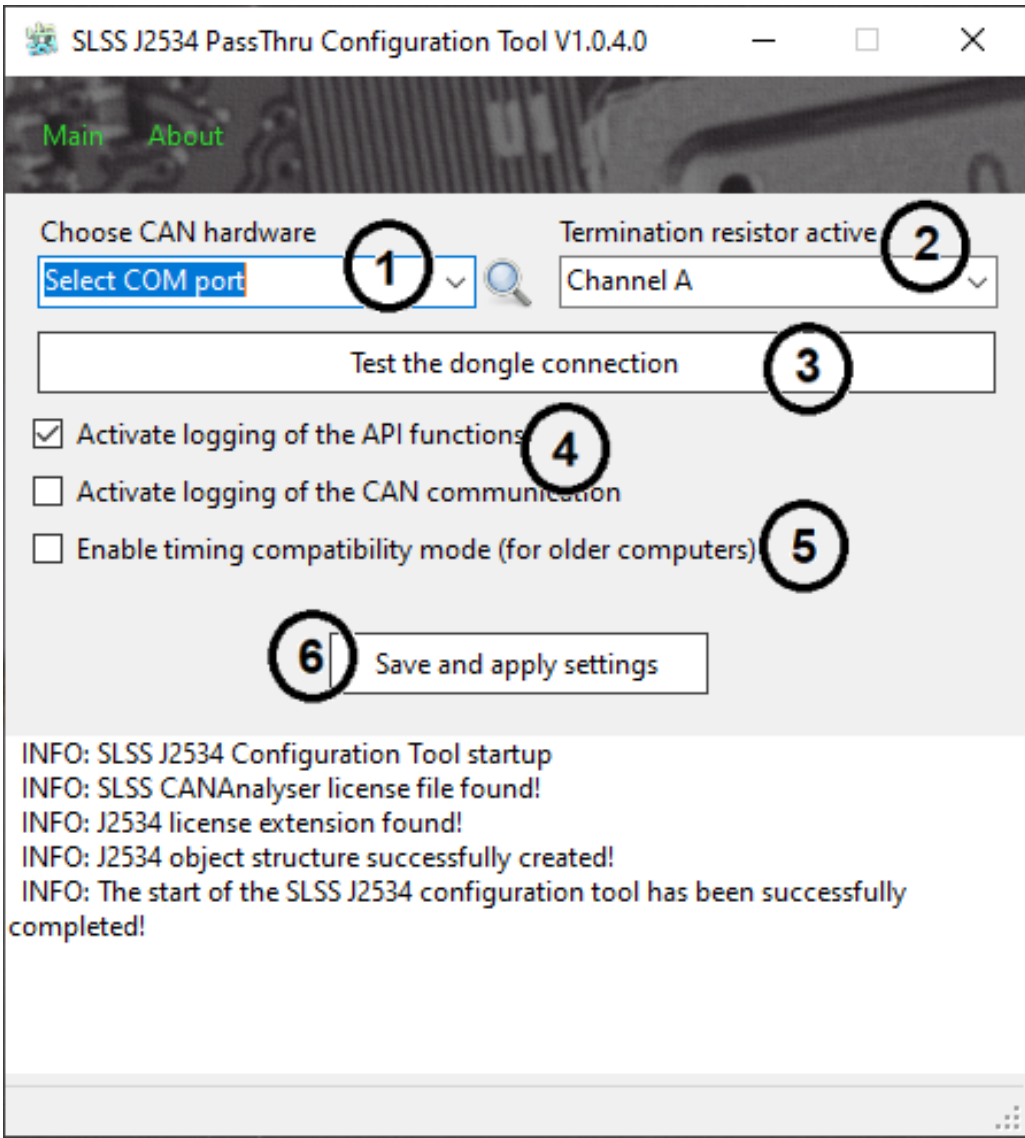 SLSS J2534 PassThru Configuration Tool V1.0.4.0
Main About
Choose CAN hardware
Termination resistor active
1
2
Select COM port
Channel A
Test the dongle connection
3
Activate logging of the API functions
4
Activate logging of the CAN communication
Enable timing compatibility mode (for older computers)
5
6
Save and apply settings
INFO: SLSS J2534 Configuration Tool startup
INFO: SLSS CANAnalyser license file found!
INFO: J2534 license extension found!
INFO: J2534 object structure successfully created!
INFO: The start of the SLSS J2534 configuration tool has been successfully
completed!